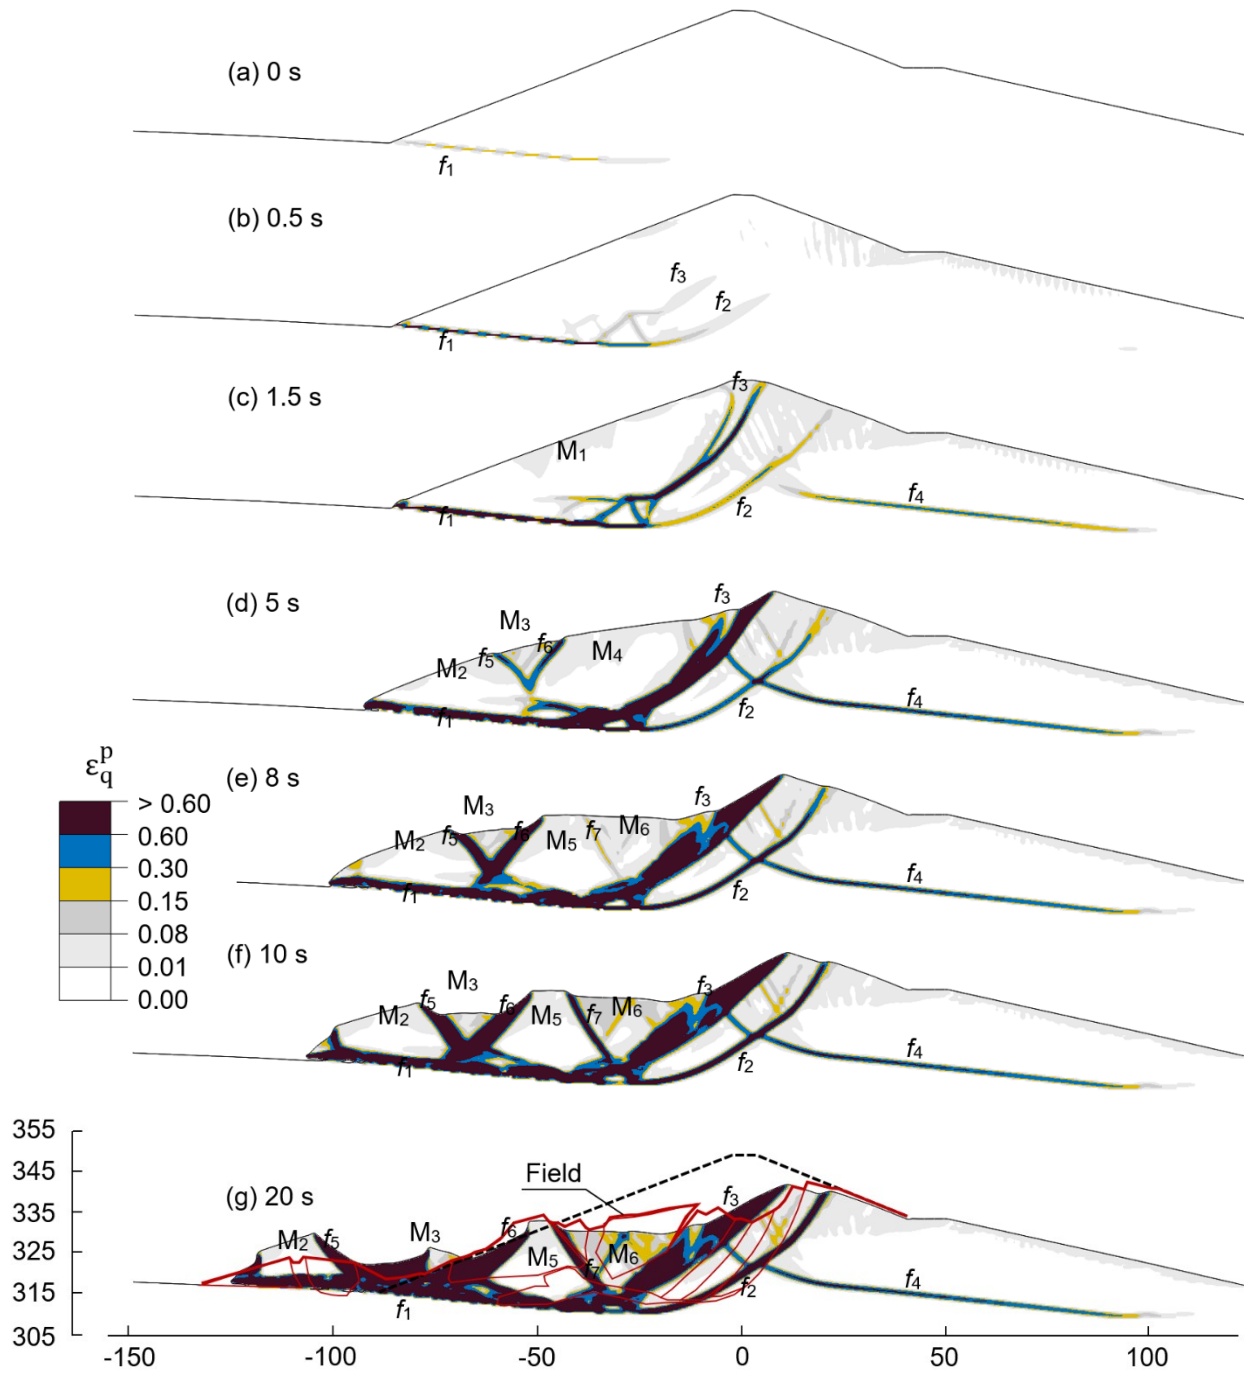 (a) 0 s
f1
(b) 0.5 s
f3
f2
f1
(c) 1.5 s
f3
M1
f4
f1
f2
(d) 5 s
f3
M3
f6
f5
M4
M2
f4
f2
f1
εqp
> 0.60
0.60
0.30
0.15
0.08
0.01
0.00
(e) 8 s
f3
M3
f7 M6
f5 f6
M2 M5
f4
f1
f2
(f) 10 s
M3
f3
f5 f6
M6
M2 M5 f7
f4
f2
f1
355
345
335
325
315
305
(g) 20 s
Field
f3
f6
M2 f5 M3
M5 M6
f7
f4
f2
f1
-150 -100 -50 0 50 100